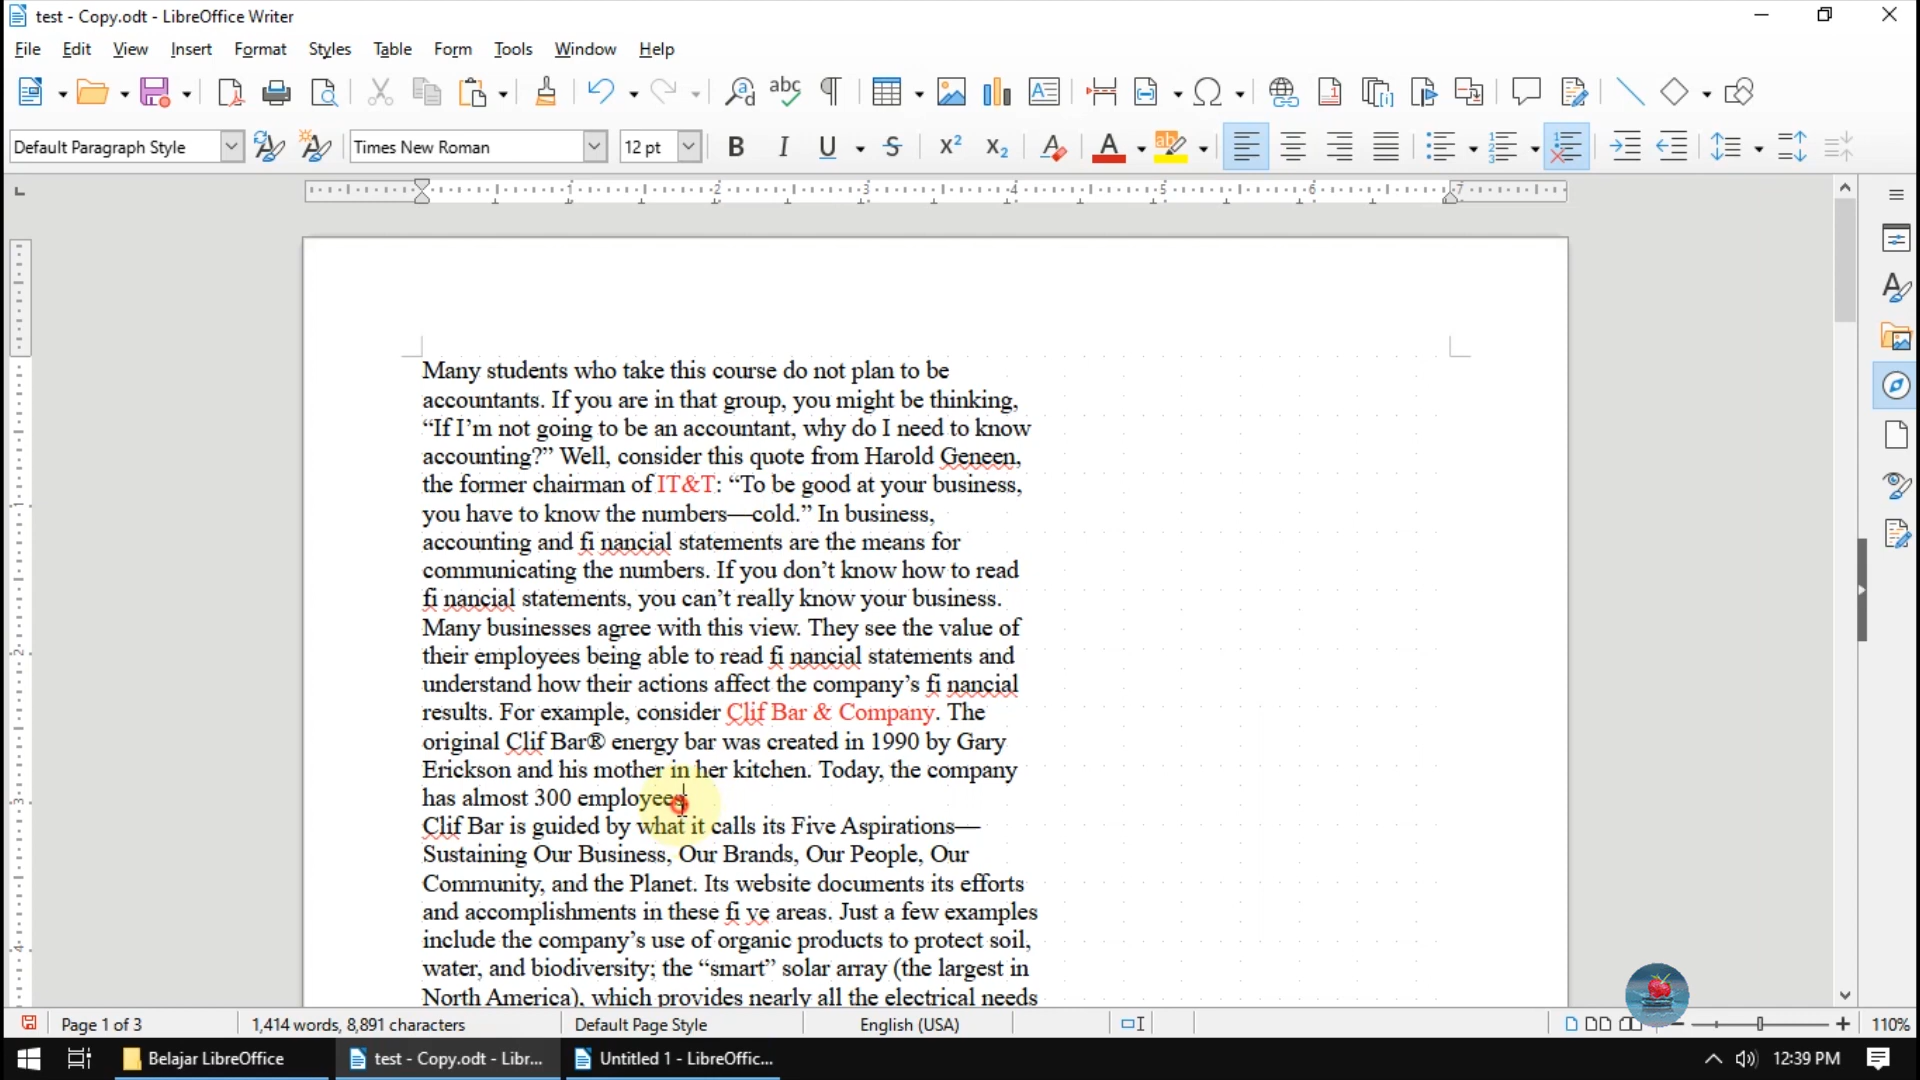 test - Copy.odt - LibreOffice Writer
File Edit View Insert Format Styles Table Form Tools Window Help
Default Paragraph Style Times New Roman 12 pt
1 2 3 4 5 6 7
Many students who take this course do not plan to be
accountants. If you are in that group, you might be thinking,
“If I’m not going to be an accountant, why do I need to know
accounting?” Well, consider this quote from Harold Geneen,
the former chairman of IT&T: “To be good at your business,
you have to know the numbers—cold.” In business,
accounting and fi nancial statements are the means for
communicating the numbers. If you don’t know how to read
fi nancial statements, you can’t really know your business.
Many businesses agree with this view. They see the value of
their employees being able to read fi nancial statements and
understand how their actions affect the company’s fi nancial
results. For example, consider Clif Bar & Company. The
original Clif Bar® energy bar was created in 1990 by Gary
Erickson and his mother in her kitchen. Today, the company
has almost 300 employees.
Clif Bar is guided by what it calls its Five Aspirations—
Sustaining Our Business, Our Brands, Our People, Our
Community, and the Planet. Its website documents its efforts
and accomplishments in these fi ve areas. Just a few examples
include the company’s use of organic products to protect soil,
water, and biodiversity; the “smart” solar array (the largest in
North America), which provides nearly all the electrical needs
Page 1 of 3 1,414 words, 8,891 characters Default Page Style English (USA) 110%
Belajar LibreOffice test - Copy.odt - Libr... Untitled 1 - LibreOffic... 12:39 PM